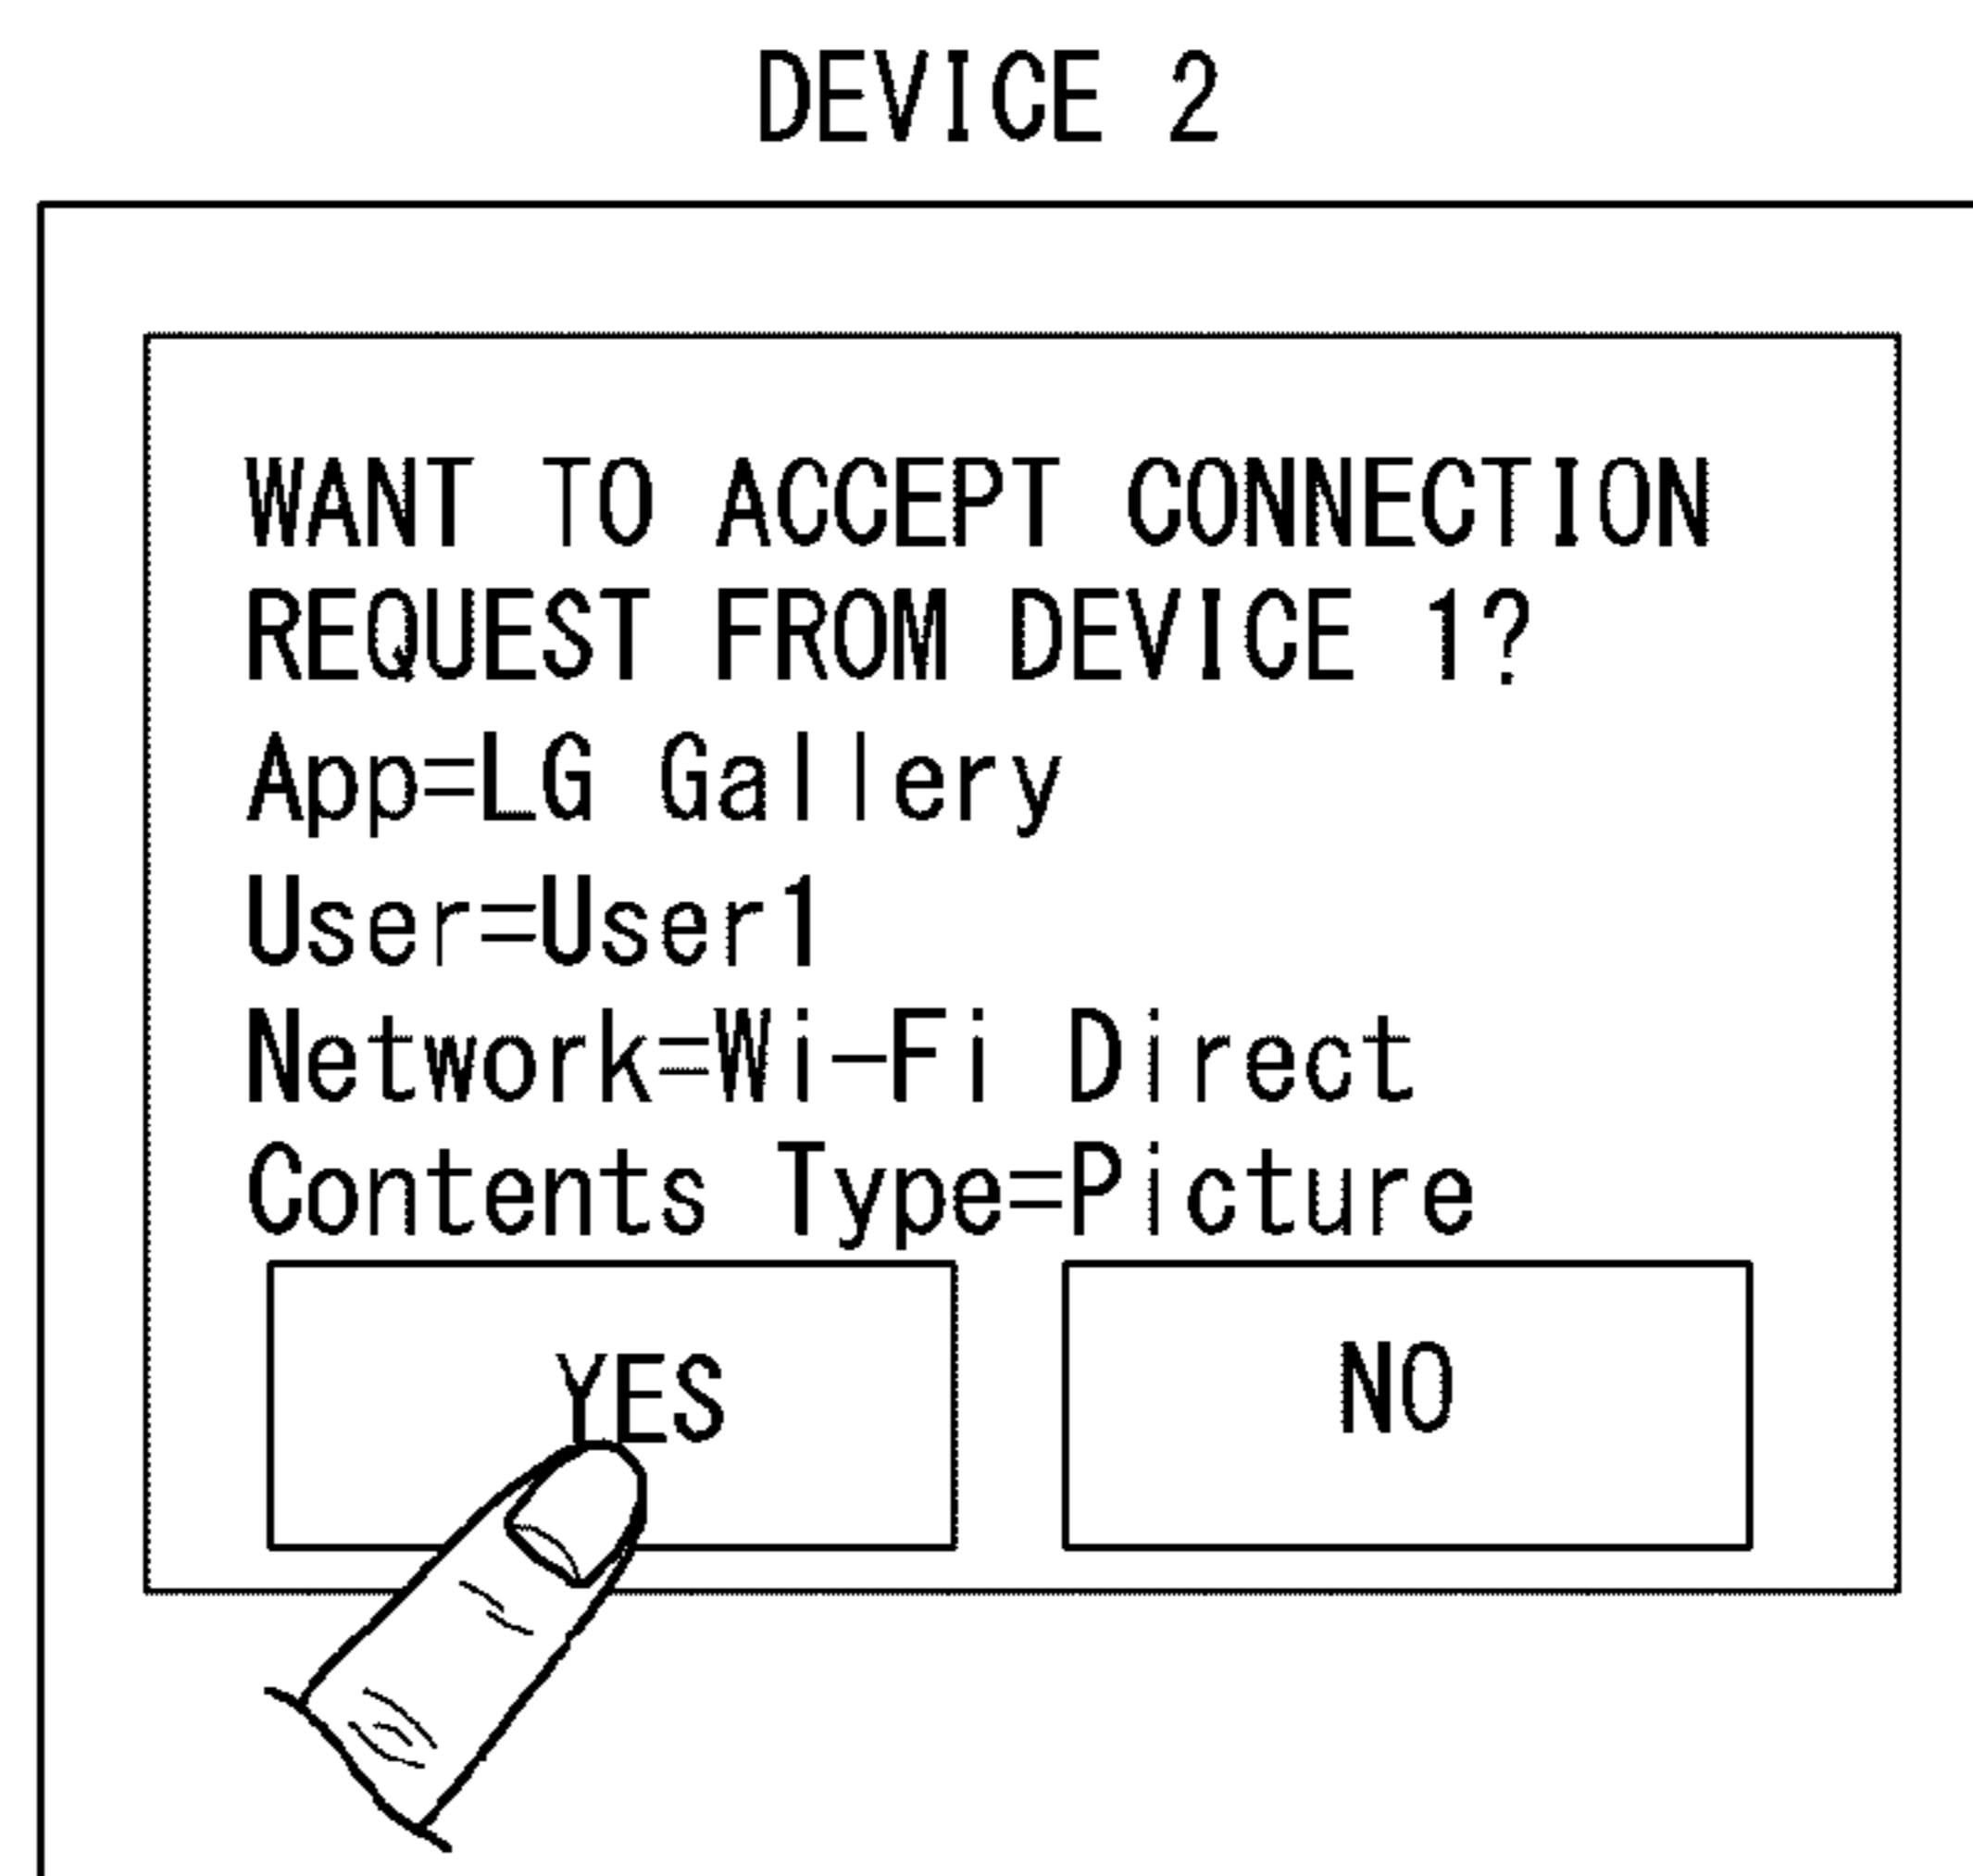 DEVICE 2
WANT TO ACCEPT CONNECTION
REQUEST FROM DEVICE 1?
App=LG Gallery
User=User1
Network=Wi-Fi Direct
Contents Type=Picture
YES
NO